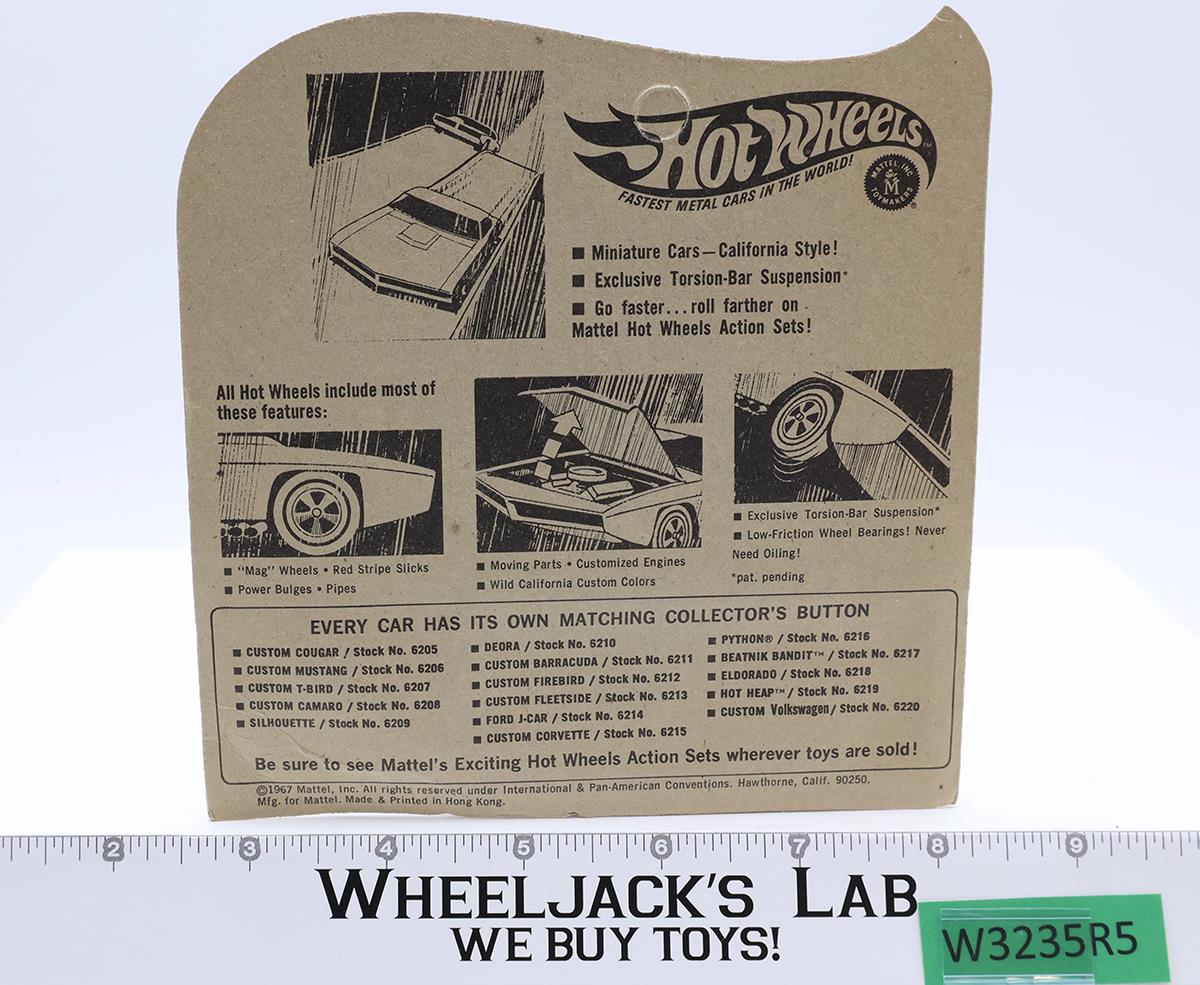 Hot Wheels™
FASTEST METAL CARS IN THE WORLD!
MATTEL, INC.
M
TOYMAKERS
®
■ Miniature Cars—California Style!
■ Exclusive Torsion-Bar Suspension*
■ Go faster...roll farther on
Mattel Hot Wheels Action Sets!
All Hot Wheels include most of
these features:
■ "Mag" Wheels • Red Stripe Slicks
■ Power Bulges • Pipes
■ Moving Parts • Customized Engines
■ Wild California Custom Colors
■ Exclusive Torsion-Bar Suspension*
■ Low-Friction Wheel Bearings! Never
Need Oiling!
*pat. pending
EVERY CAR HAS ITS OWN MATCHING COLLECTOR'S BUTTON
■ CUSTOM COUGAR / Stock No. 6205
■ CUSTOM MUSTANG / Stock No. 6206
■ CUSTOM T-BIRD / Stock No. 6207
■ CUSTOM CAMARO / Stock No. 6208
■ SILHOUETTE / Stock No. 6209
■ DEORA / Stock No. 6210
■ CUSTOM BARRACUDA / Stock No. 6211
■ CUSTOM FIREBIRD / Stock No. 6212
■ CUSTOM FLEETSIDE / Stock No. 6213
■ FORD J-CAR / Stock No. 6214
■ CUSTOM CORVETTE / Stock No. 6215
■ PYTHON® / Stock No. 6216
■ BEATNIK BANDIT™ / Stock No. 6217
■ ELDORADO / Stock No. 6218
■ HOT HEAP™ / Stock No. 6219
■ CUSTOM Volkswagen / Stock No. 6220
Be sure to see Mattel's Exciting Hot Wheels Action Sets wherever toys are sold!
©1967 Mattel, Inc. All rights reserved under International & Pan-American Conventions. Hawthorne, Calif. 90250.
Mfg. for Mattel. Made & Printed in Hong Kong.
2 3 4 5 6 7 8 9
WHEELJACK'S LAB
WE BUY TOYS!
W3235R5